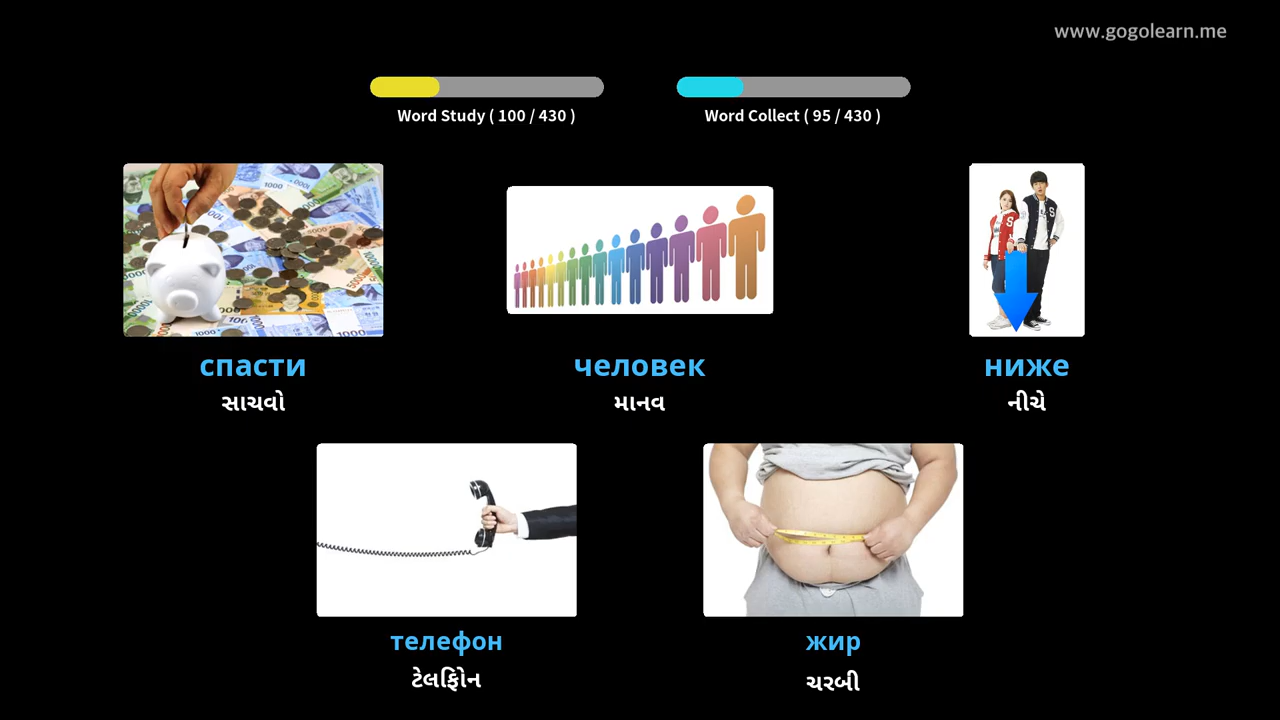 www.gogolearn.me
Word Study ( 100 / 430 )
Word Collect ( 95 / 430 )
спасти
સાચવો
человек
માનવ
ниже
નીચે
телефон
ટેલિફોન
жир
ચરબી